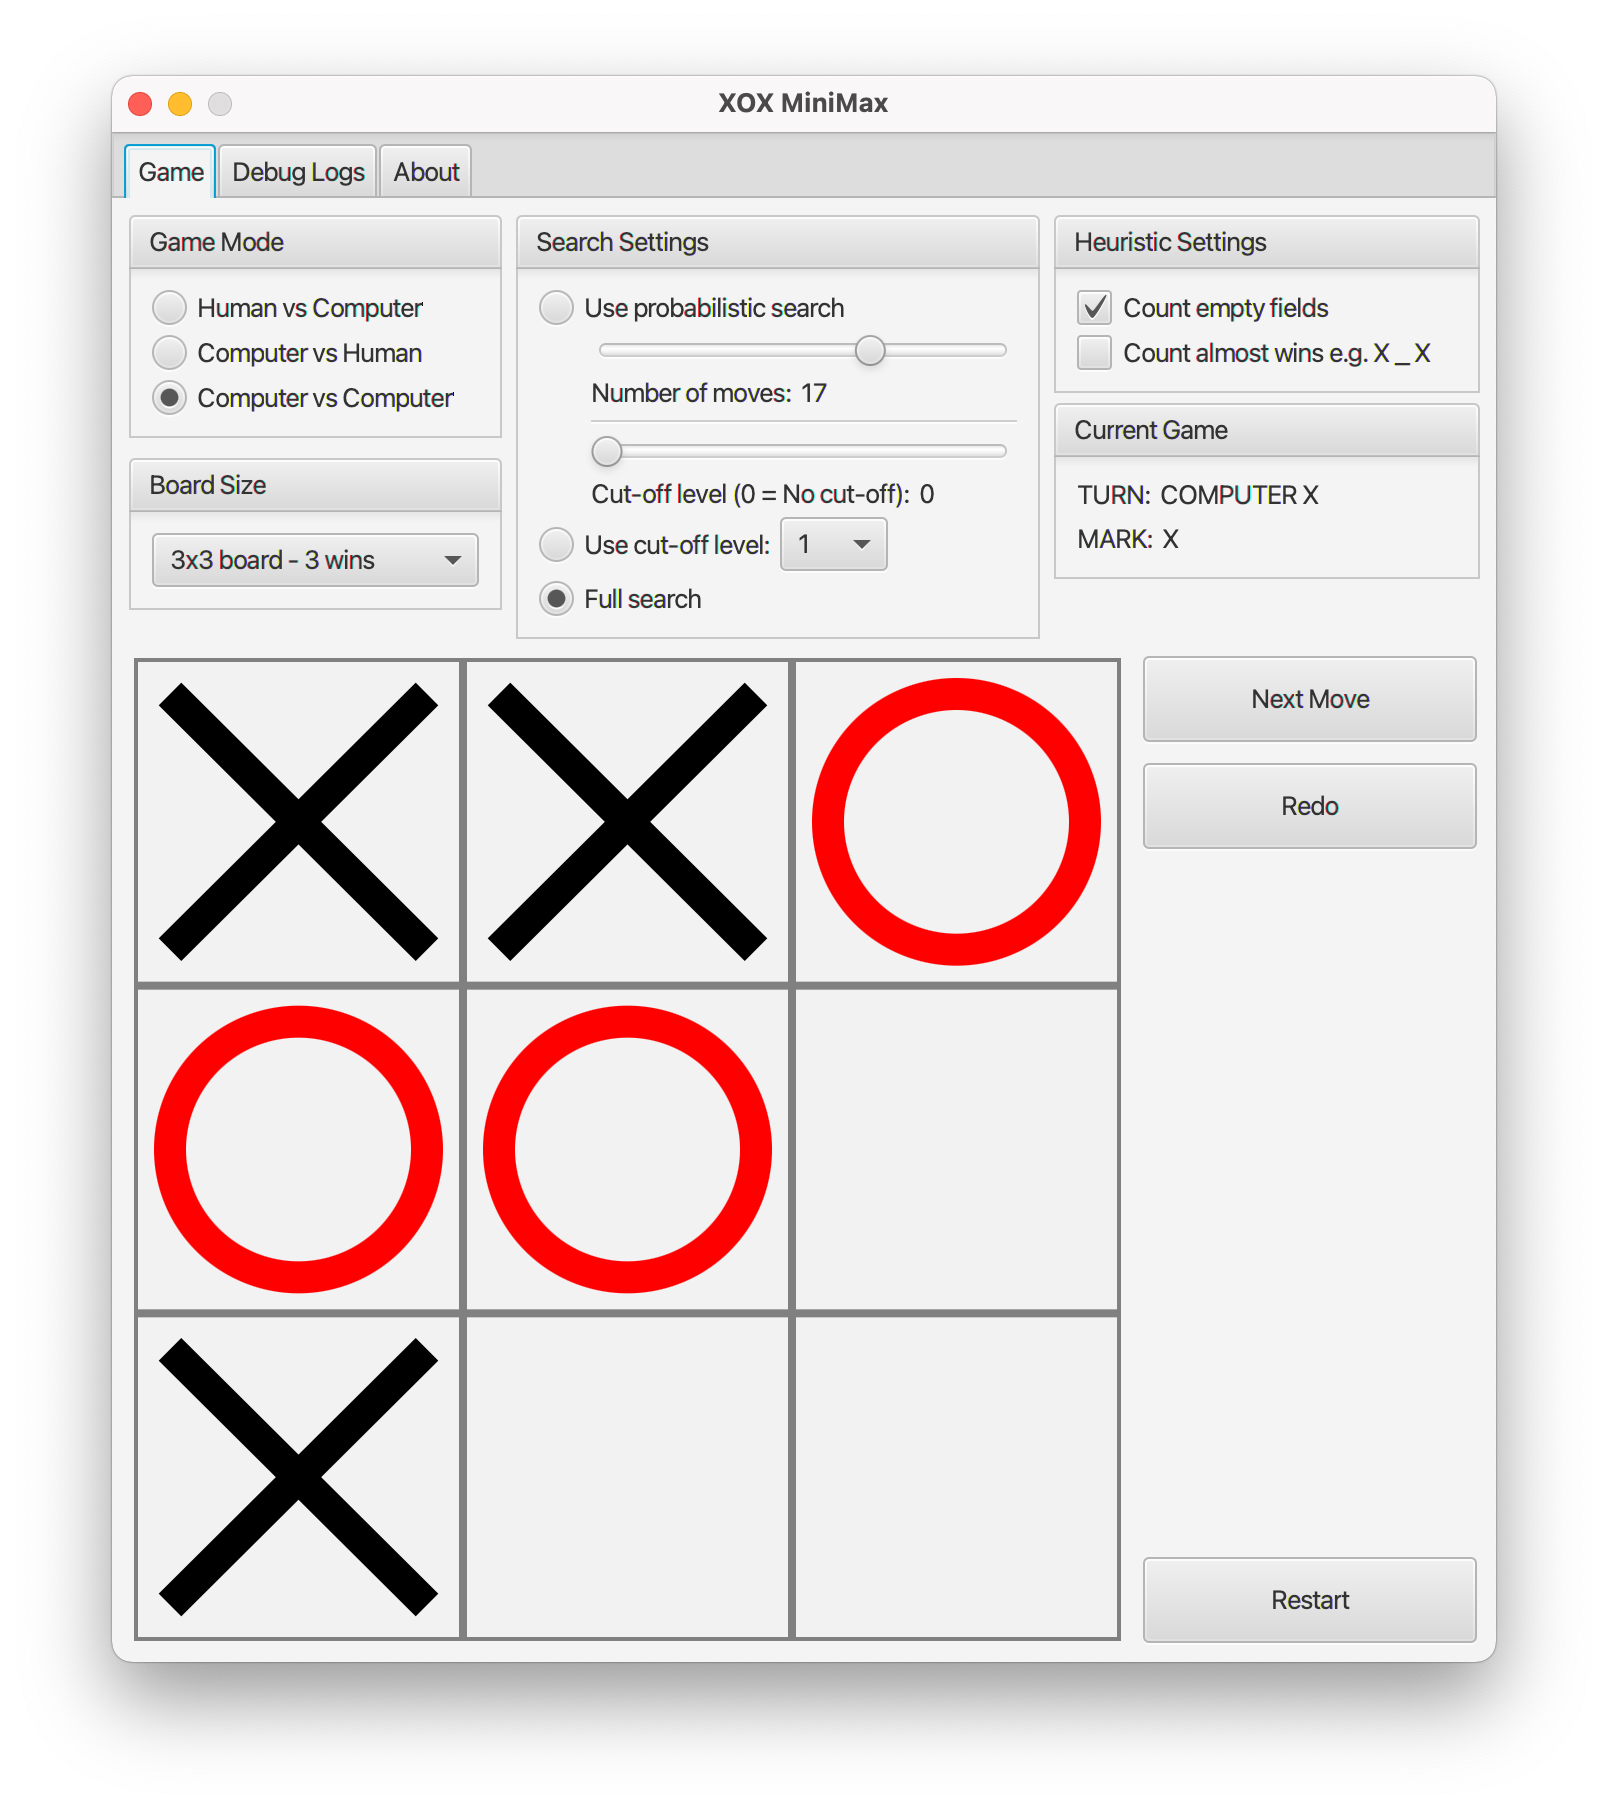 XOX MiniMax
Game
Debug Logs
About
Game Mode
Human vs Computer
Computer vs Human
Computer vs Computer
Board Size
3x3 board - 3 wins
Search Settings
Use probabilistic search
Number of moves: 17
Cut-off level (0 = No cut-off): 0
Use cut-off level: 1
Full search
Heuristic Settings
Count empty fields
Count almost wins e.g. X _ X
Current Game
TURN: COMPUTER X
MARK: X
Next Move
Redo
Restart